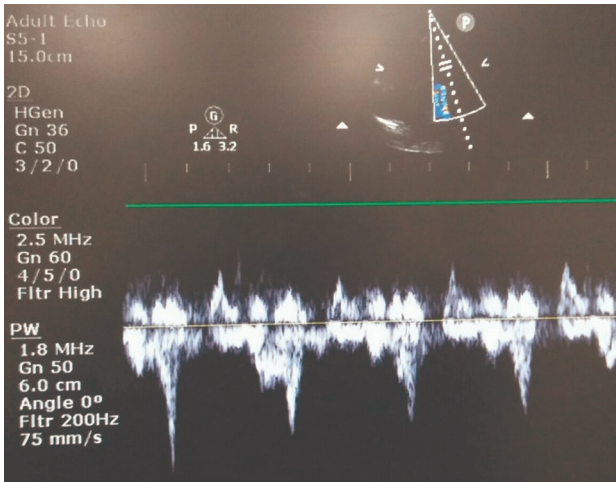 Adult Echo
S5-1
15.0cm
P
2D
HGen
Gn 36
C 50
3/2/0
G
P R
1.6 3.2
Color
2.5 MHz
Gn 60
4/5/0
Fltr High
PW
1.8 MHz
Gn 50
6.0 cm
Angle 0°
Fltr 200Hz
75 mm/s